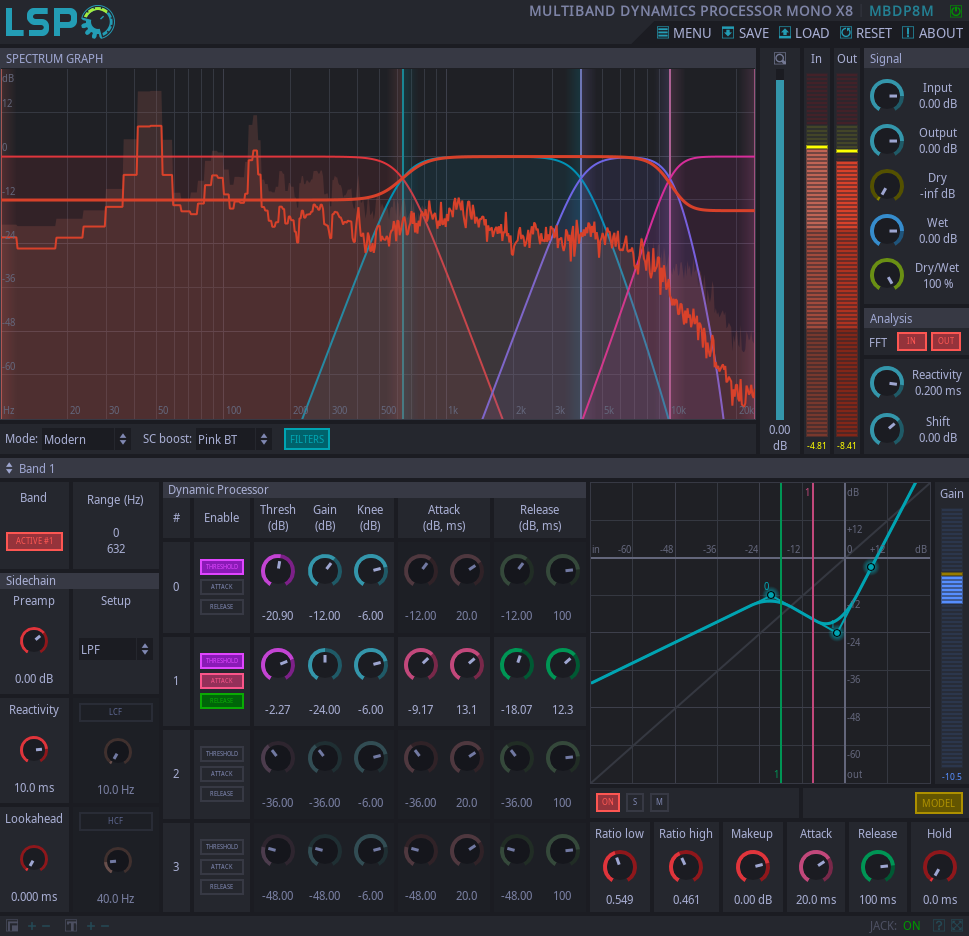 LSP
MULTIBAND DYNAMICS PROCESSOR MONO X8 MBDP8M
MENU SAVE LOAD RESET ABOUT
SPECTRUM GRAPH
In Out
Signal
dB
12
0
-12
-24
-36
-48
-60
Hz 20 30 50 100 200 300 500 1k 2k 3k 5k 10k 20k
0.00
dB
-4.81 -8.41
Input
0.00 dB
Output
0.00 dB
Dry
-inf dB
Wet
0.00 dB
Dry/Wet
100 %
Analysis
FFT IN OUT
Reactivity
0.200 ms
Shift
0.00 dB
Mode: Modern SC boost: Pink BT FILTERS
Band 1
Band
ACTIVE #1
Range (Hz)
0
632
Sidechain
Preamp Setup
0.00 dB
LPF
Reactivity
10.0 ms
LCF
10.0 Hz
Lookahead
0.000 ms
HCF
40.0 Hz
Dynamic Processor
# Enable Thresh (dB) Gain (dB) Knee (dB) Attack (dB, ms) Release (dB, ms)
0 THRESHOLD ATTACK RELEASE
-20.90 -12.00 -6.00 -12.00 20.0 -12.00 100
1 THRESHOLD ATTACK RELEASE
-2.27 -24.00 -6.00 -9.17 13.1 -18.07 12.3
2 THRESHOLD ATTACK RELEASE
-36.00 -36.00 -6.00 -36.00 20.0 -36.00 100
3 THRESHOLD ATTACK RELEASE
-48.00 -48.00 -6.00 -48.00 20.0 -48.00 100
1 dB
+12
in -60 -48 -36 -24 -12 0 +12 dB
0
-12
-24
-36
-48
-60
1 out
Gain
-10.5
ON S M MODEL
Ratio low
0.549
Ratio high
0.461
Makeup
0.00 dB
Attack
20.0 ms
Release
100 ms
Hold
0.0 ms
JACK: ON